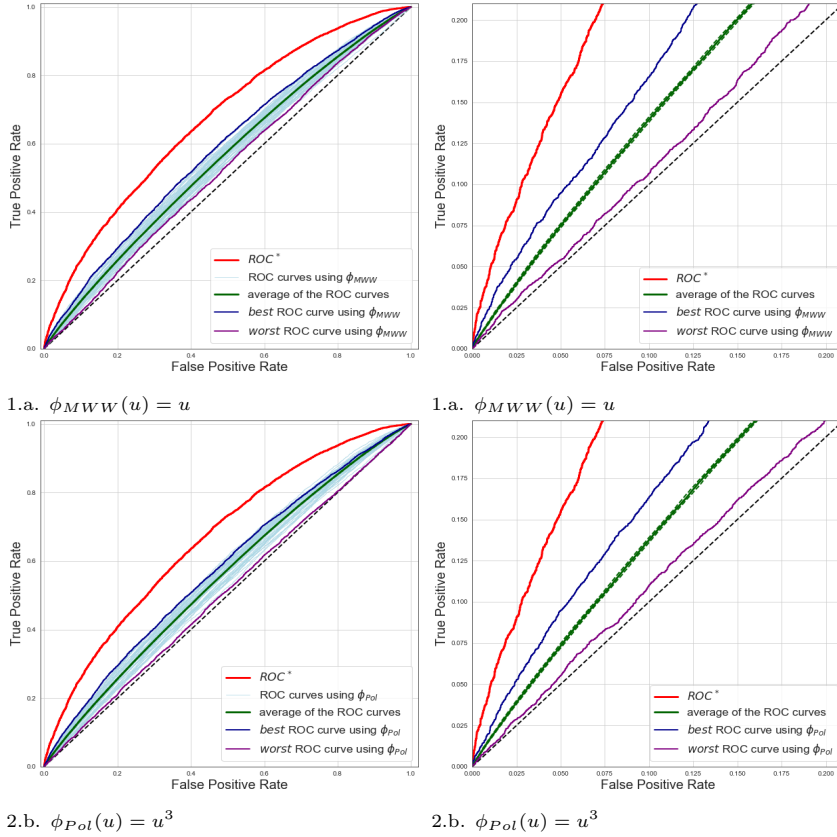 1.0
0.8
0.6
0.4
0.2
0.0
True Positive Rate
0.0 0.2 0.4 0.6 0.8 1.0
False Positive Rate
ROC*
ROC curves using ϕMWW
average of the ROC curves
best ROC curve using ϕMWW
worst ROC curve using ϕMWW
0.200
0.175
0.150
0.125
0.100
0.075
0.050
0.025
0.000
True Positive Rate
0.000 0.025 0.050 0.075 0.100 0.125 0.150 0.175 0.200
False Positive Rate
ROC*
average of the ROC curves
best ROC curve using ϕMWW
worst ROC curve using ϕMWW
1.a. ϕMWW(u) = u
1.a. ϕMWW(u) = u
1.0
0.8
0.6
0.4
0.2
0.0
True Positive Rate
0.0 0.2 0.4 0.6 0.8 1.0
False Positive Rate
ROC*
ROC curves using ϕPol
average of the ROC curves
best ROC curve using ϕPol
worst ROC curve using ϕPol
0.200
0.175
0.150
0.125
0.100
0.075
0.050
0.025
0.000
True Positive Rate
0.000 0.025 0.050 0.075 0.100 0.125 0.150 0.175 0.200
False Positive Rate
ROC*
average of the ROC curves
best ROC curve using ϕPol
worst ROC curve using ϕPol
2.b. ϕPol(u) = u³
2.b. ϕPol(u) = u³